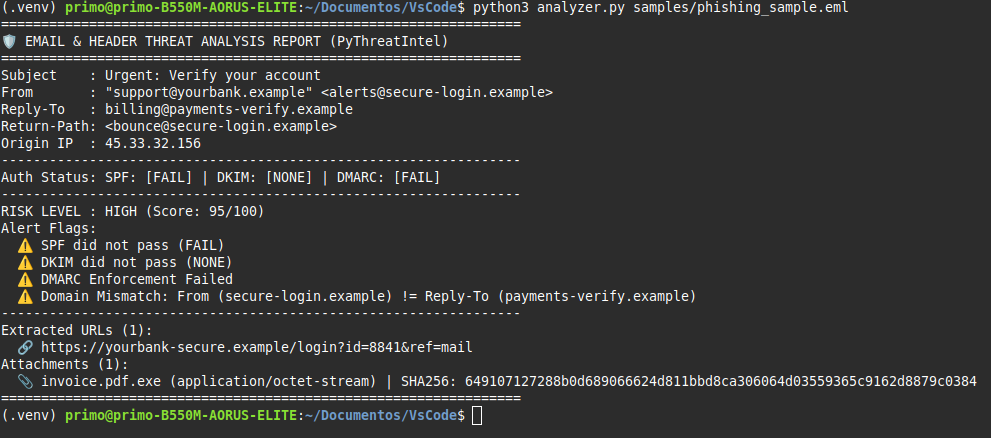 (.venv) primo@primo-B550M-AORUS-ELITE:~/Documentos/VsCode$ python3 analyzer.py samples/phishing_sample.eml
=================================================================
🛡️ EMAIL & HEADER THREAT ANALYSIS REPORT (PyThreatIntel)
=================================================================
Subject    : Urgent: Verify your account
From       : "support@yourbank.example" <alerts@secure-login.example>
Reply-To   : billing@payments-verify.example
Return-Path: <bounce@secure-login.example>
Origin IP  : 45.33.32.156
-----------------------------------------------------------------
Auth Status: SPF: [FAIL] | DKIM: [NONE] | DMARC: [FAIL]
-----------------------------------------------------------------
RISK LEVEL : HIGH (Score: 95/100)
Alert Flags:
  ⚠️ SPF did not pass (FAIL)
  ⚠️ DKIM did not pass (NONE)
  ⚠️ DMARC Enforcement Failed
  ⚠️ Domain Mismatch: From (secure-login.example) != Reply-To (payments-verify.example)
-----------------------------------------------------------------
Extracted URLs (1):
  🔗 https://yourbank-secure.example/login?id=8841&ref=mail
Attachments (1):
  📎 invoice.pdf.exe (application/octet-stream) | SHA256: 649107127288b0d689066624d811bbd8ca306064d03559365c9162d8879c0384
=================================================================
(.venv) primo@primo-B550M-AORUS-ELITE:~/Documentos/VsCode$